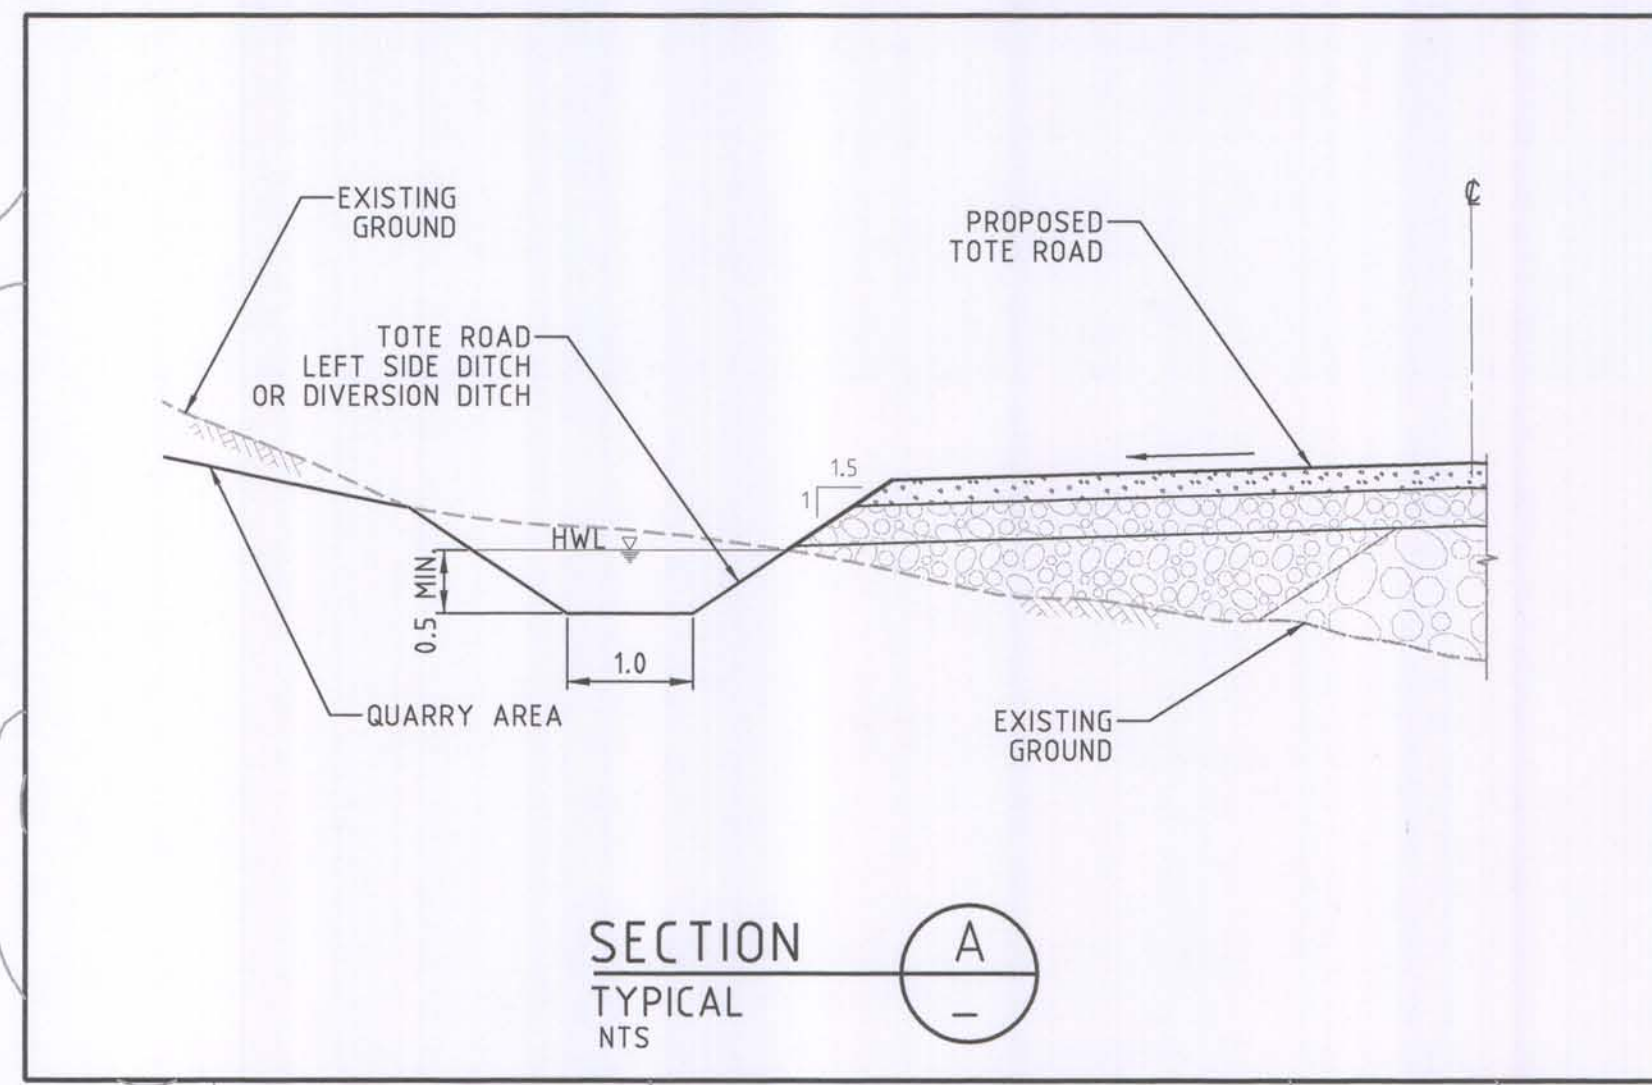 EXISTING
GROUND
PROPOSED
TOTE ROAD
℄
TOTE ROAD
LEFT SIDE DITCH
OR DIVERSION DITCH
1.5
1
HWL
0.5 MIN.
1.0
QUARRY AREA
EXISTING
GROUND
SECTION
A
TYPICAL
–
NTS